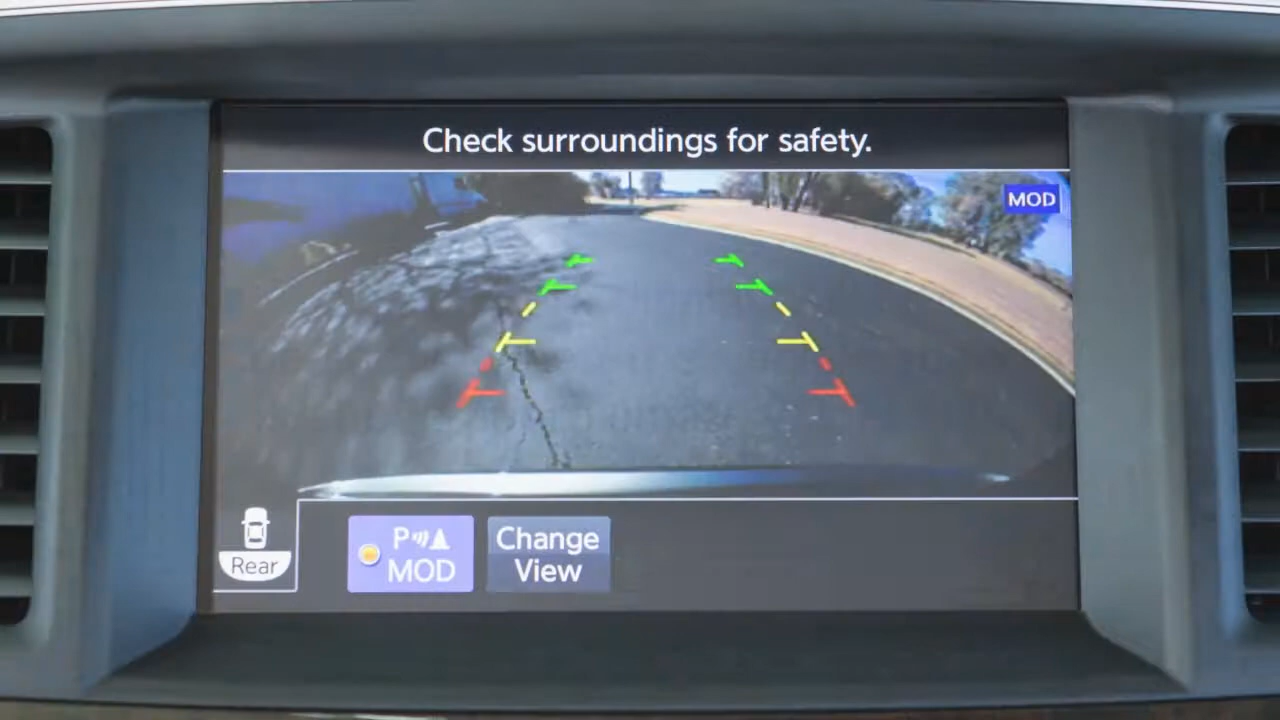 Check surroundings for safety.
MOD
P
MOD
Change
View
Rear